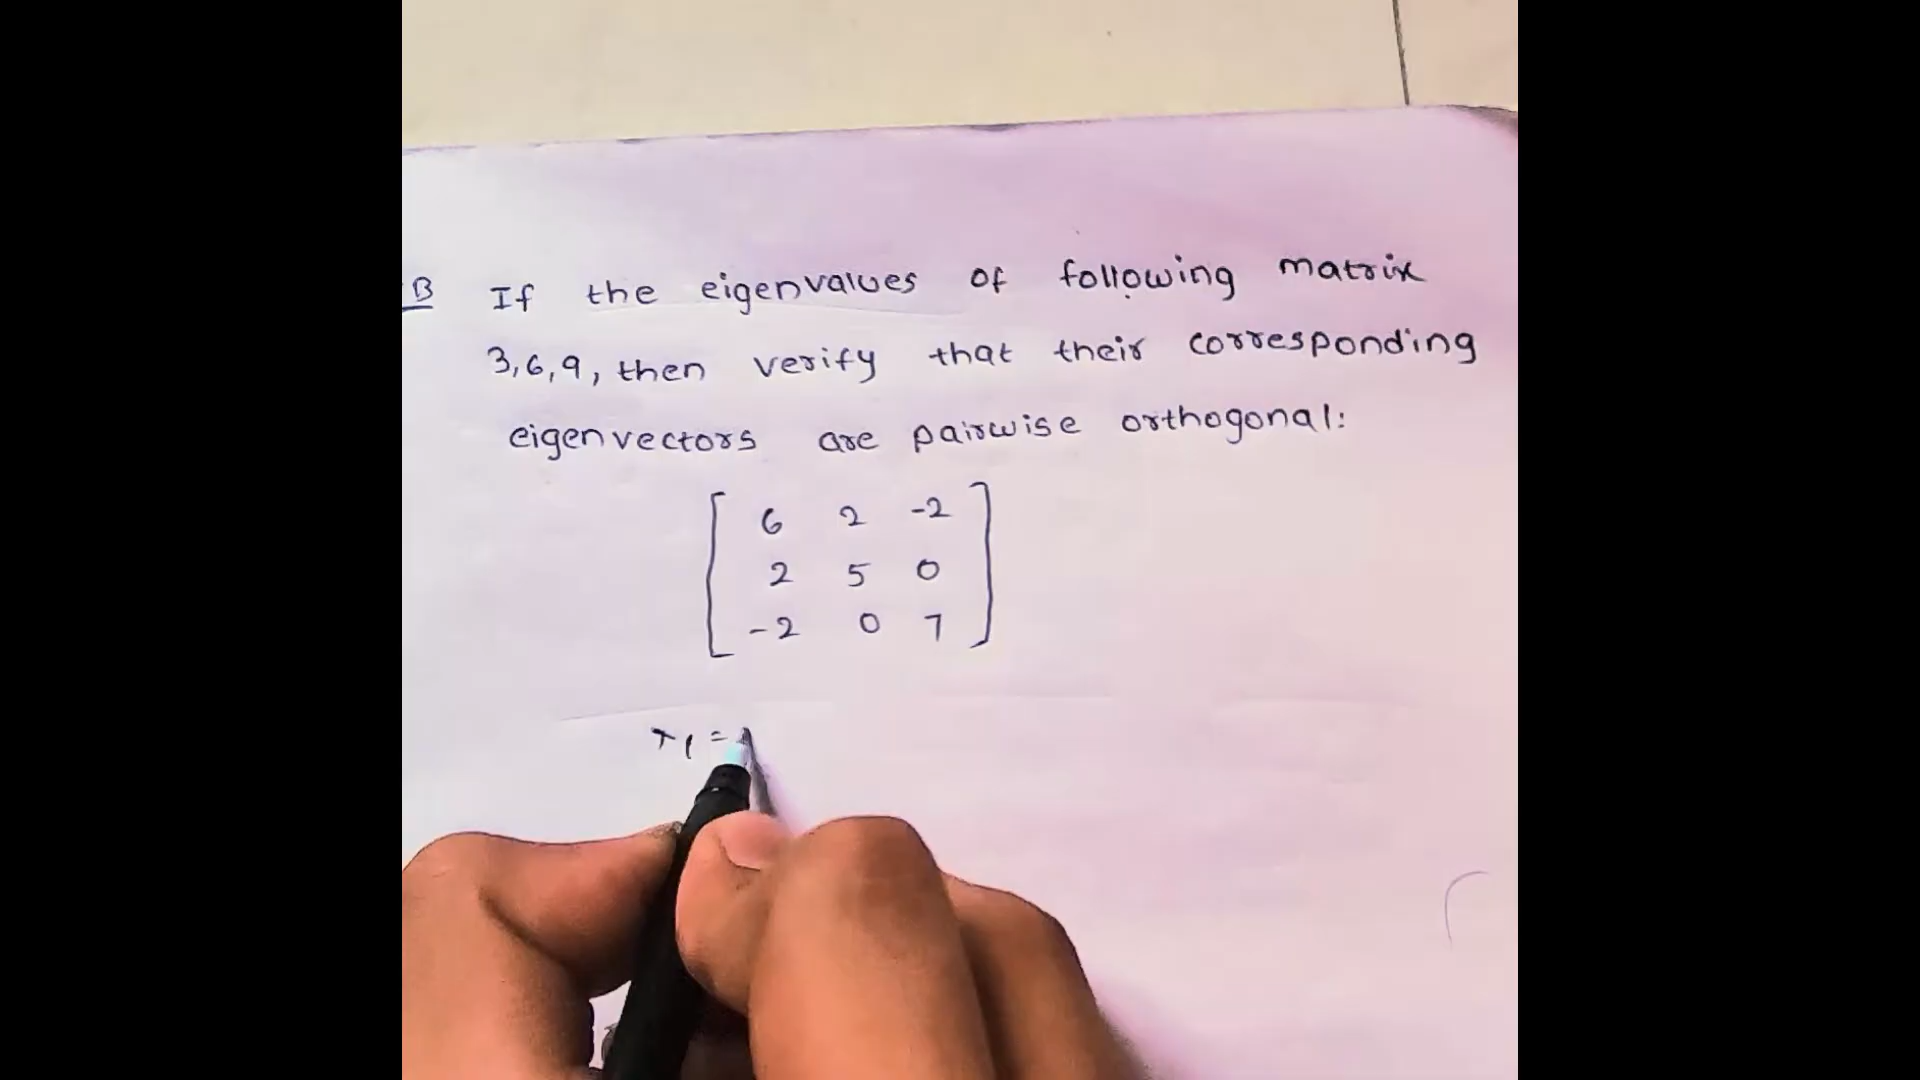 B If the eigenvalues of following matrix
3,6,9, then verify that their corresponding
eigenvectors are pairwise orthogonal:
6 2 -2
2 5 0
-2 0 7